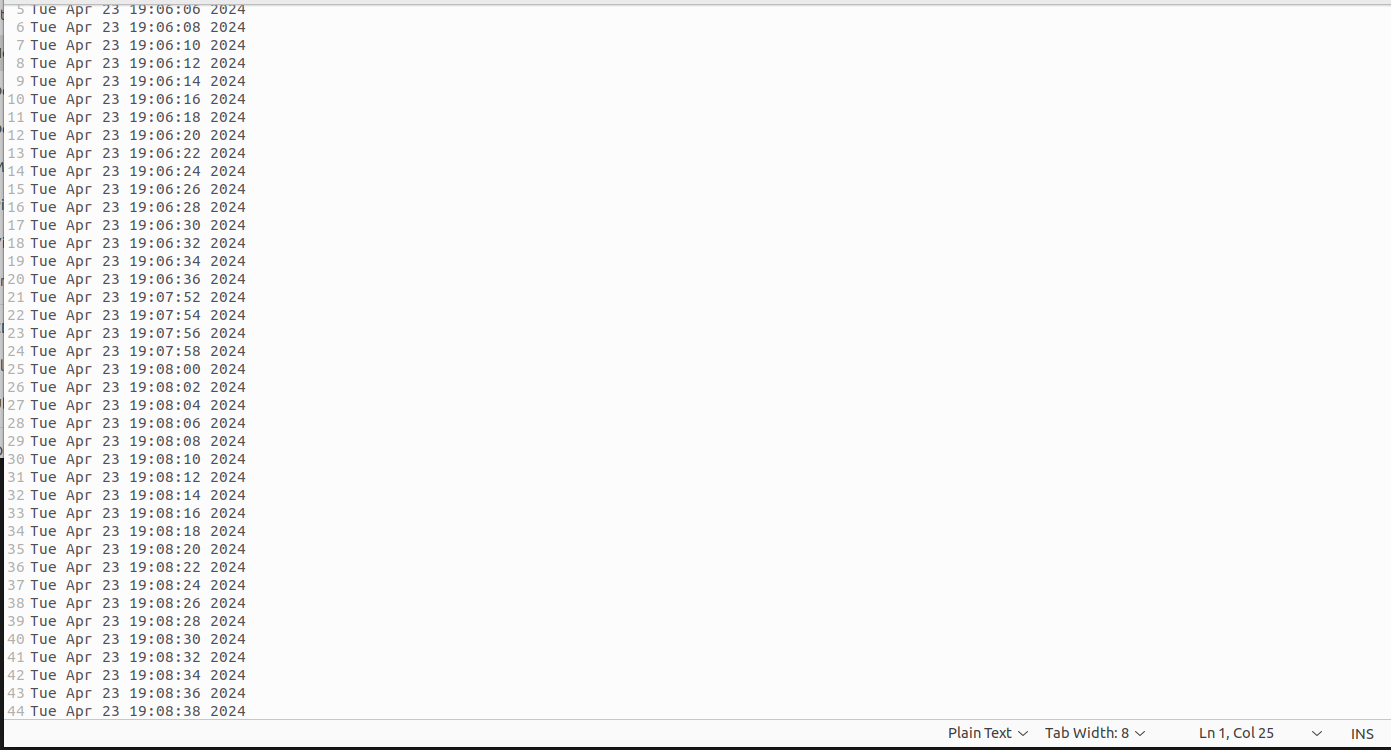 5 Tue Apr 23 19:06:06 2024
6 Tue Apr 23 19:06:08 2024
7 Tue Apr 23 19:06:10 2024
8 Tue Apr 23 19:06:12 2024
9 Tue Apr 23 19:06:14 2024
10 Tue Apr 23 19:06:16 2024
11 Tue Apr 23 19:06:18 2024
12 Tue Apr 23 19:06:20 2024
13 Tue Apr 23 19:06:22 2024
14 Tue Apr 23 19:06:24 2024
15 Tue Apr 23 19:06:26 2024
16 Tue Apr 23 19:06:28 2024
17 Tue Apr 23 19:06:30 2024
18 Tue Apr 23 19:06:32 2024
19 Tue Apr 23 19:06:34 2024
20 Tue Apr 23 19:06:36 2024
21 Tue Apr 23 19:07:52 2024
22 Tue Apr 23 19:07:54 2024
23 Tue Apr 23 19:07:56 2024
24 Tue Apr 23 19:07:58 2024
25 Tue Apr 23 19:08:00 2024
26 Tue Apr 23 19:08:02 2024
27 Tue Apr 23 19:08:04 2024
28 Tue Apr 23 19:08:06 2024
29 Tue Apr 23 19:08:08 2024
30 Tue Apr 23 19:08:10 2024
31 Tue Apr 23 19:08:12 2024
32 Tue Apr 23 19:08:14 2024
33 Tue Apr 23 19:08:16 2024
34 Tue Apr 23 19:08:18 2024
35 Tue Apr 23 19:08:20 2024
36 Tue Apr 23 19:08:22 2024
37 Tue Apr 23 19:08:24 2024
38 Tue Apr 23 19:08:26 2024
39 Tue Apr 23 19:08:28 2024
40 Tue Apr 23 19:08:30 2024
41 Tue Apr 23 19:08:32 2024
42 Tue Apr 23 19:08:34 2024
43 Tue Apr 23 19:08:36 2024
44 Tue Apr 23 19:08:38 2024
Plain Text Tab Width: 8 Ln 1, Col 25 INS